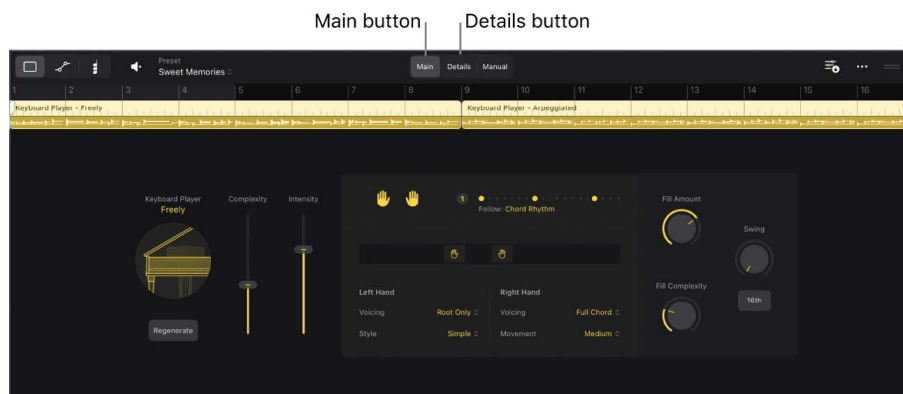 Main button
Details button
Preset
Sweet Memories
Main
Details
Manual
1 2 3 4 5 6 7 8 9 10 11 12 13 14 15 16
Keyboard Player - Freely
Keyboard Player - Arpeggiated
Keyboard Player
Freely
Complexity
Intensity
1
Follow: Chord Rhythm
Fill Amount
Swing
Left Hand
Right Hand
Voicing
Root Only
Voicing
Full Chord
Style
Simple
Movement
Medium
Fill Complexity
16th
Regenerate